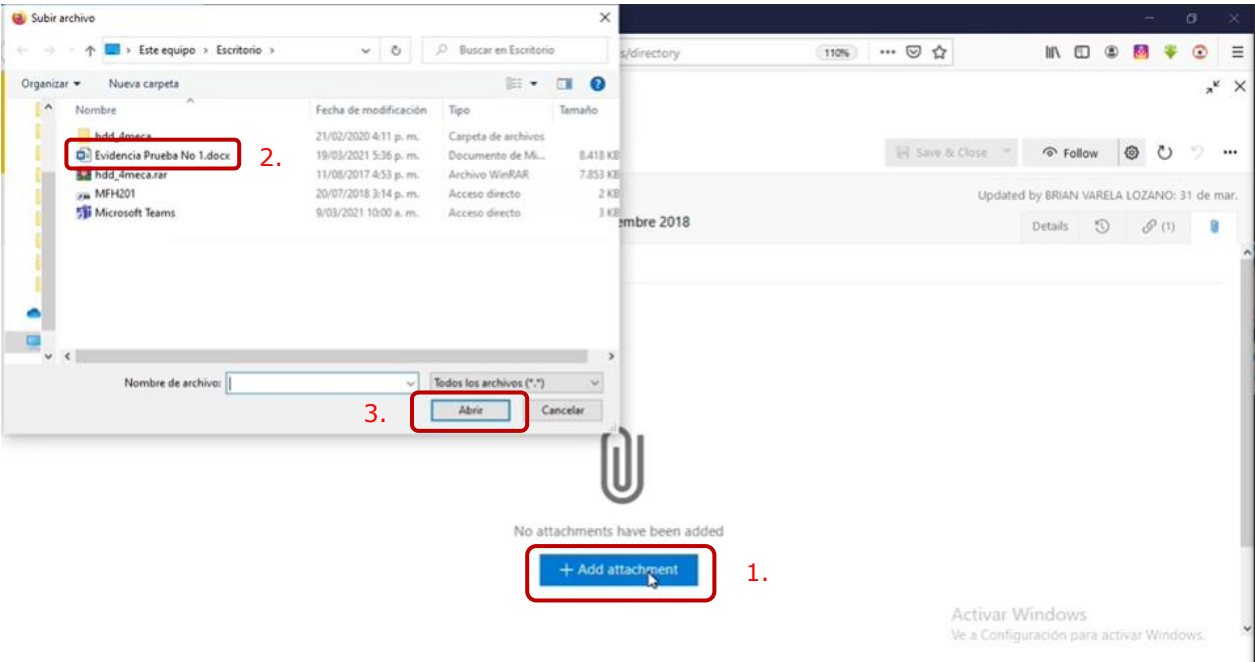 Subir archivo
Este equipo > Escritorio >
Buscar en Escritorio
s/directory
110%
Organizar
Nueva carpeta
Nombre Fecha de modificación Tipo Tamaño
hdd_4meca 21/02/2020 4:11 p. m. Carpeta de archivos
Evidencia Prueba No 1.docx 19/03/2021 5:36 p. m. Documento de Mi... 8.418 KB
2.
hdd_4meca.rar 11/08/2017 4:53 p. m. Acceso WinRAR 7.853 KB
MFH201 20/07/2018 3:14 p. m. Acceso directo 2 KB
Microsoft Teams 9/03/2021 10:00 a. m. Acceso directo 3 KB
Save & Close
Follow
Updated by BRIAN VARELA LOZANO: 31 de mar.
embre 2018
Details
(1)
Nombre de archivo:
Todos los archivos (*.*)
3.
Abrir
Cancelar
No attachments have been added
+ Add attachment
1.
Activar Windows
Ve a Configuración para activar Windows.